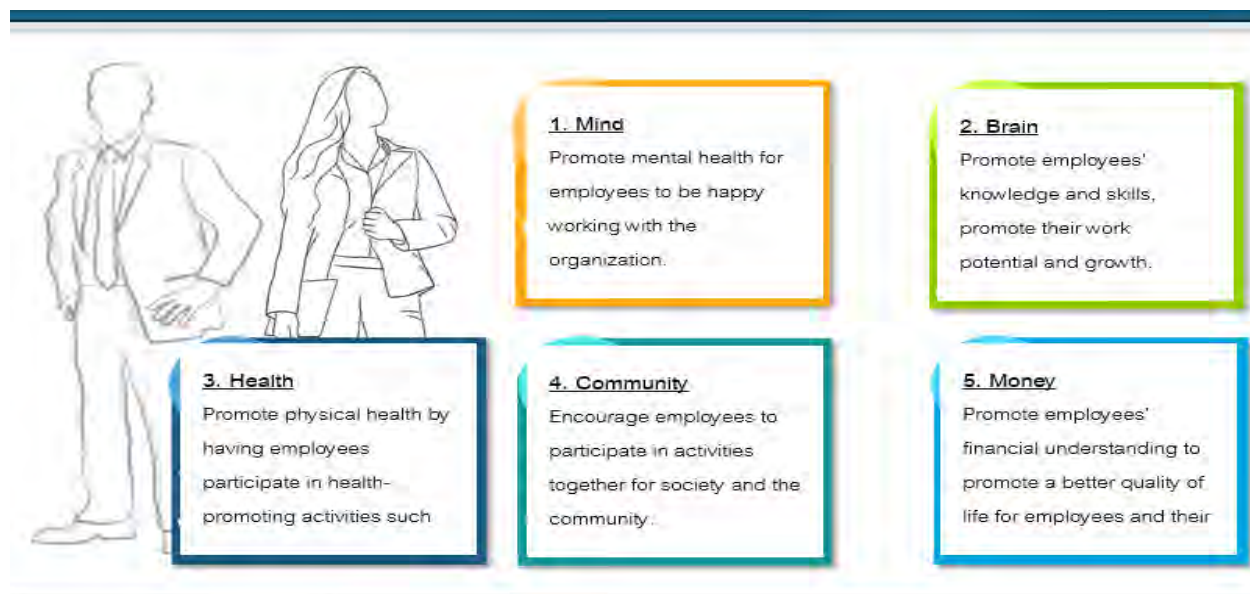 1. Mind
Promote mental health for
employees to be happy
working with the
organization.
2. Brain
Promote employees'
knowledge and skills,
promote their work
potential and growth.
3. Health
Promote physical health by
having employees
participate in health-
promoting activities such
4. Community
Encourage employees to
participate in activities
together for society and the
community.
5. Money
Promote employees'
financial understanding to
promote a better quality of
life for employees and their